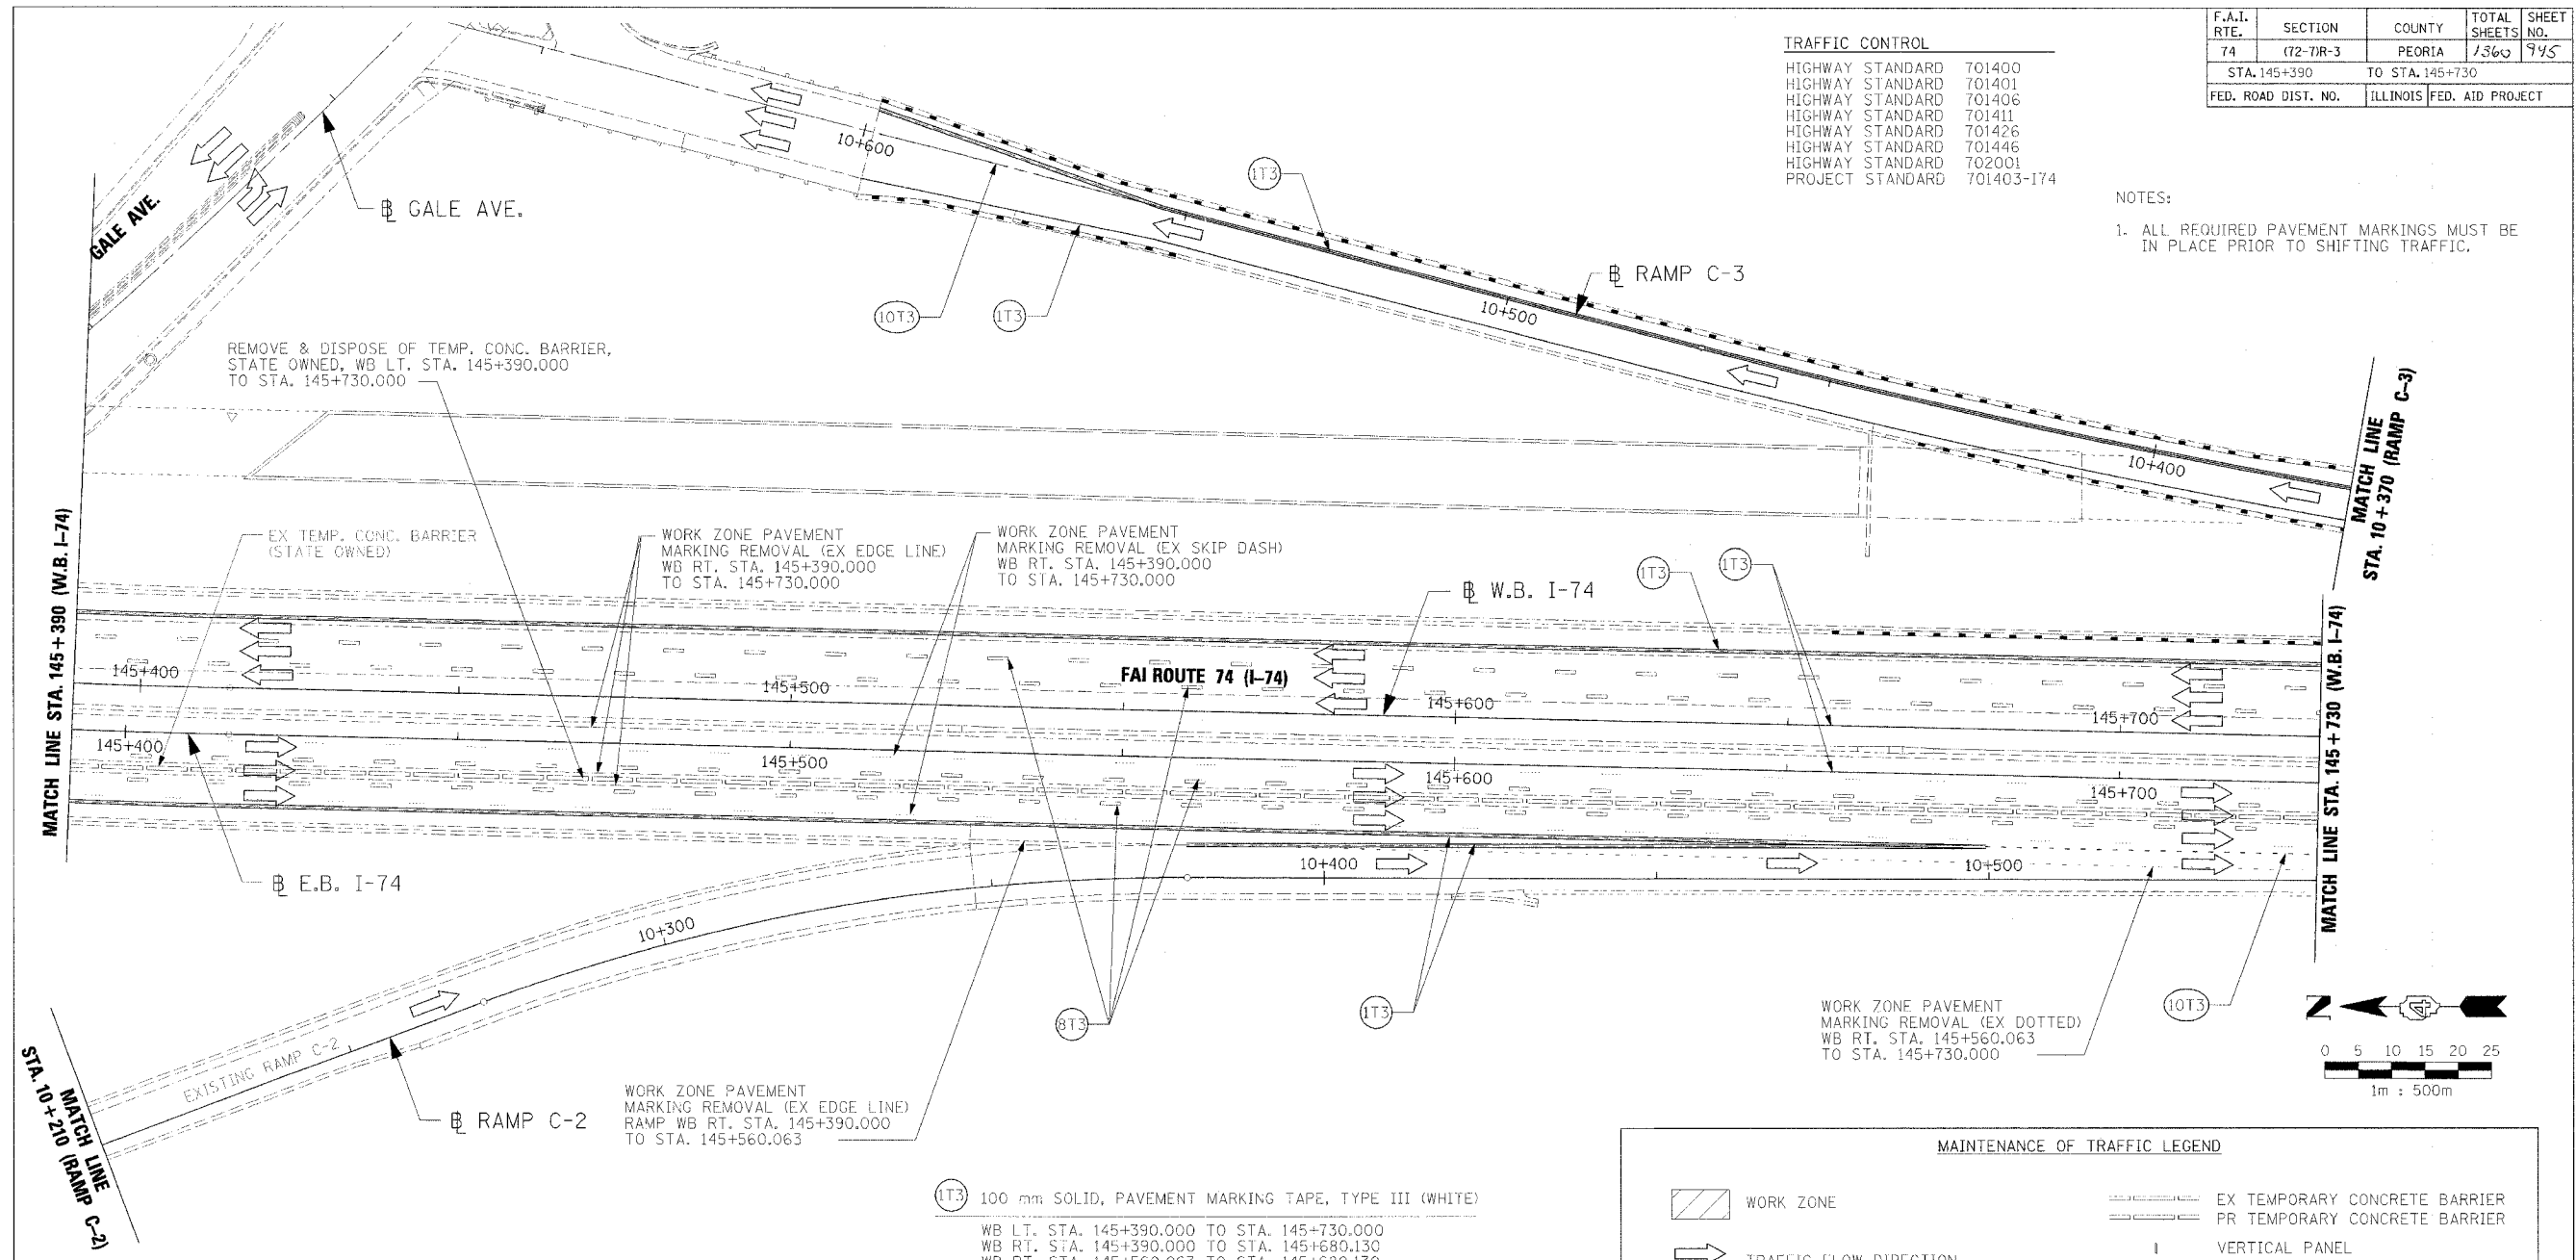 F.A.I. RTE. SECTION COUNTY TOTAL SHEETS SHEET NO.
74 (72-7)R-3 PEORIA 1360 945
STA. 145+390 TO STA. 145+730
FED. ROAD DIST. NO. ILLINOIS FED. AID PROJECT
TRAFFIC CONTROL
HIGHWAY STANDARD 701400
HIGHWAY STANDARD 701401
HIGHWAY STANDARD 701406
HIGHWAY STANDARD 701411
HIGHWAY STANDARD 701426
HIGHWAY STANDARD 701446
HIGHWAY STANDARD 702001
PROJECT STANDARD 701403-I74
NOTES:
1. ALL REQUIRED PAVEMENT MARKINGS MUST BE
IN PLACE PRIOR TO SHIFTING TRAFFIC.
10+600
1T3
GALE AVE.
℄ GALE AVE.
℄ RAMP C-3
10T3
1T3
10+500
REMOVE & DISPOSE OF TEMP. CONC. BARRIER,
STATE OWNED, WB LT. STA. 145+390.000
TO STA. 145+730.000
10+400
MATCH LINE
STA. 10+370 (RAMP C-3)
EX TEMP. CONC. BARRIER
(STATE OWNED)
WORK ZONE PAVEMENT
MARKING REMOVAL (EX EDGE LINE)
WB RT. STA. 145+390.000
TO STA. 145+730.000
WORK ZONE PAVEMENT
MARKING REMOVAL (EX SKIP DASH)
WB RT. STA. 145+390.000
TO STA. 145+730.000
1T3
1T3
℄ W.B. I-74
MATCH LINE STA. 145+390 (W.B. I-74)
145+400
145+500
FAI ROUTE 74 (I-74)
145+600
145+700
MATCH LINE STA. 145+730 (W.B. I-74)
145+400
145+500
145+600
145+700
℄ E.B. I-74
10+400
10+500
10+300
8T3
1T3
WORK ZONE PAVEMENT
MARKING REMOVAL (EX DOTTED)
WB RT. STA. 145+560.063
TO STA. 145+730.000
10T3
N 74
0 5 10 15 20 25
1m : 500m
EXISTING RAMP C-2
MATCH LINE
STA. 10+210 (RAMP C-2)
℄ RAMP C-2
WORK ZONE PAVEMENT
MARKING REMOVAL (EX EDGE LINE)
RAMP WB RT. STA. 145+390.000
TO STA. 145+560.063
1T3 100 mm SOLID, PAVEMENT MARKING TAPE, TYPE III (WHITE)
WB LT. STA. 145+390.000 TO STA. 145+730.000
WB RT. STA. 145+390.000 TO STA. 145+680.130
MAINTENANCE OF TRAFFIC LEGEND
WORK ZONE
EX TEMPORARY CONCRETE BARRIER
PR TEMPORARY CONCRETE BARRIER
VERTICAL PANEL
TRAFFIC FLOW DIRECTION